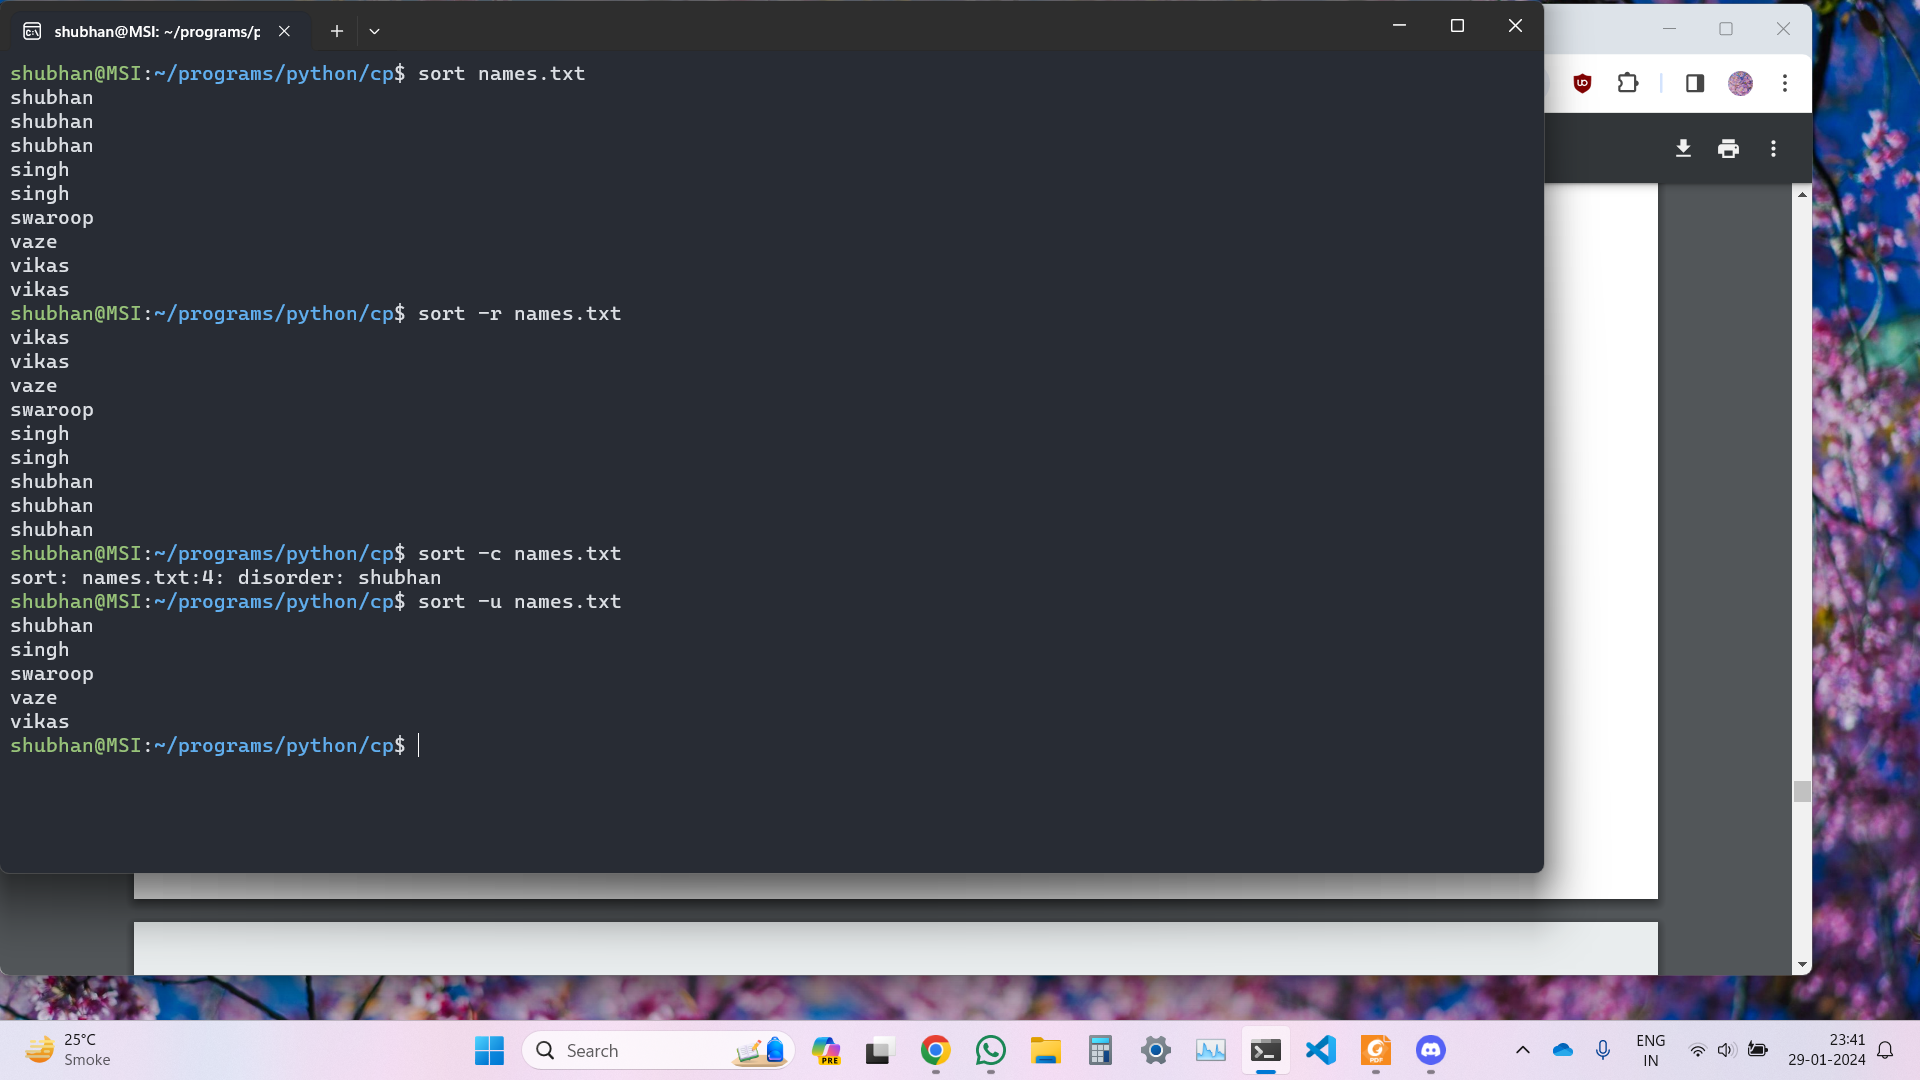 shubhan@MSI: ~/programs/p
shubhan@MSI:~/programs/python/cp$ sort names.txt
shubhan
shubhan
shubhan
singh
singh
swaroop
vaze
vikas
vikas
shubhan@MSI:~/programs/python/cp$ sort -r names.txt
vikas
vikas
vaze
swaroop
singh
singh
shubhan
shubhan
shubhan
shubhan@MSI:~/programs/python/cp$ sort -c names.txt
sort: names.txt:4: disorder: shubhan
shubhan@MSI:~/programs/python/cp$ sort -u names.txt
shubhan
singh
swaroop
vaze
vikas
shubhan@MSI:~/programs/python/cp$
25°C
Smoke
Search
PRE
PDF
ENG
IN
23:41
29-01-2024